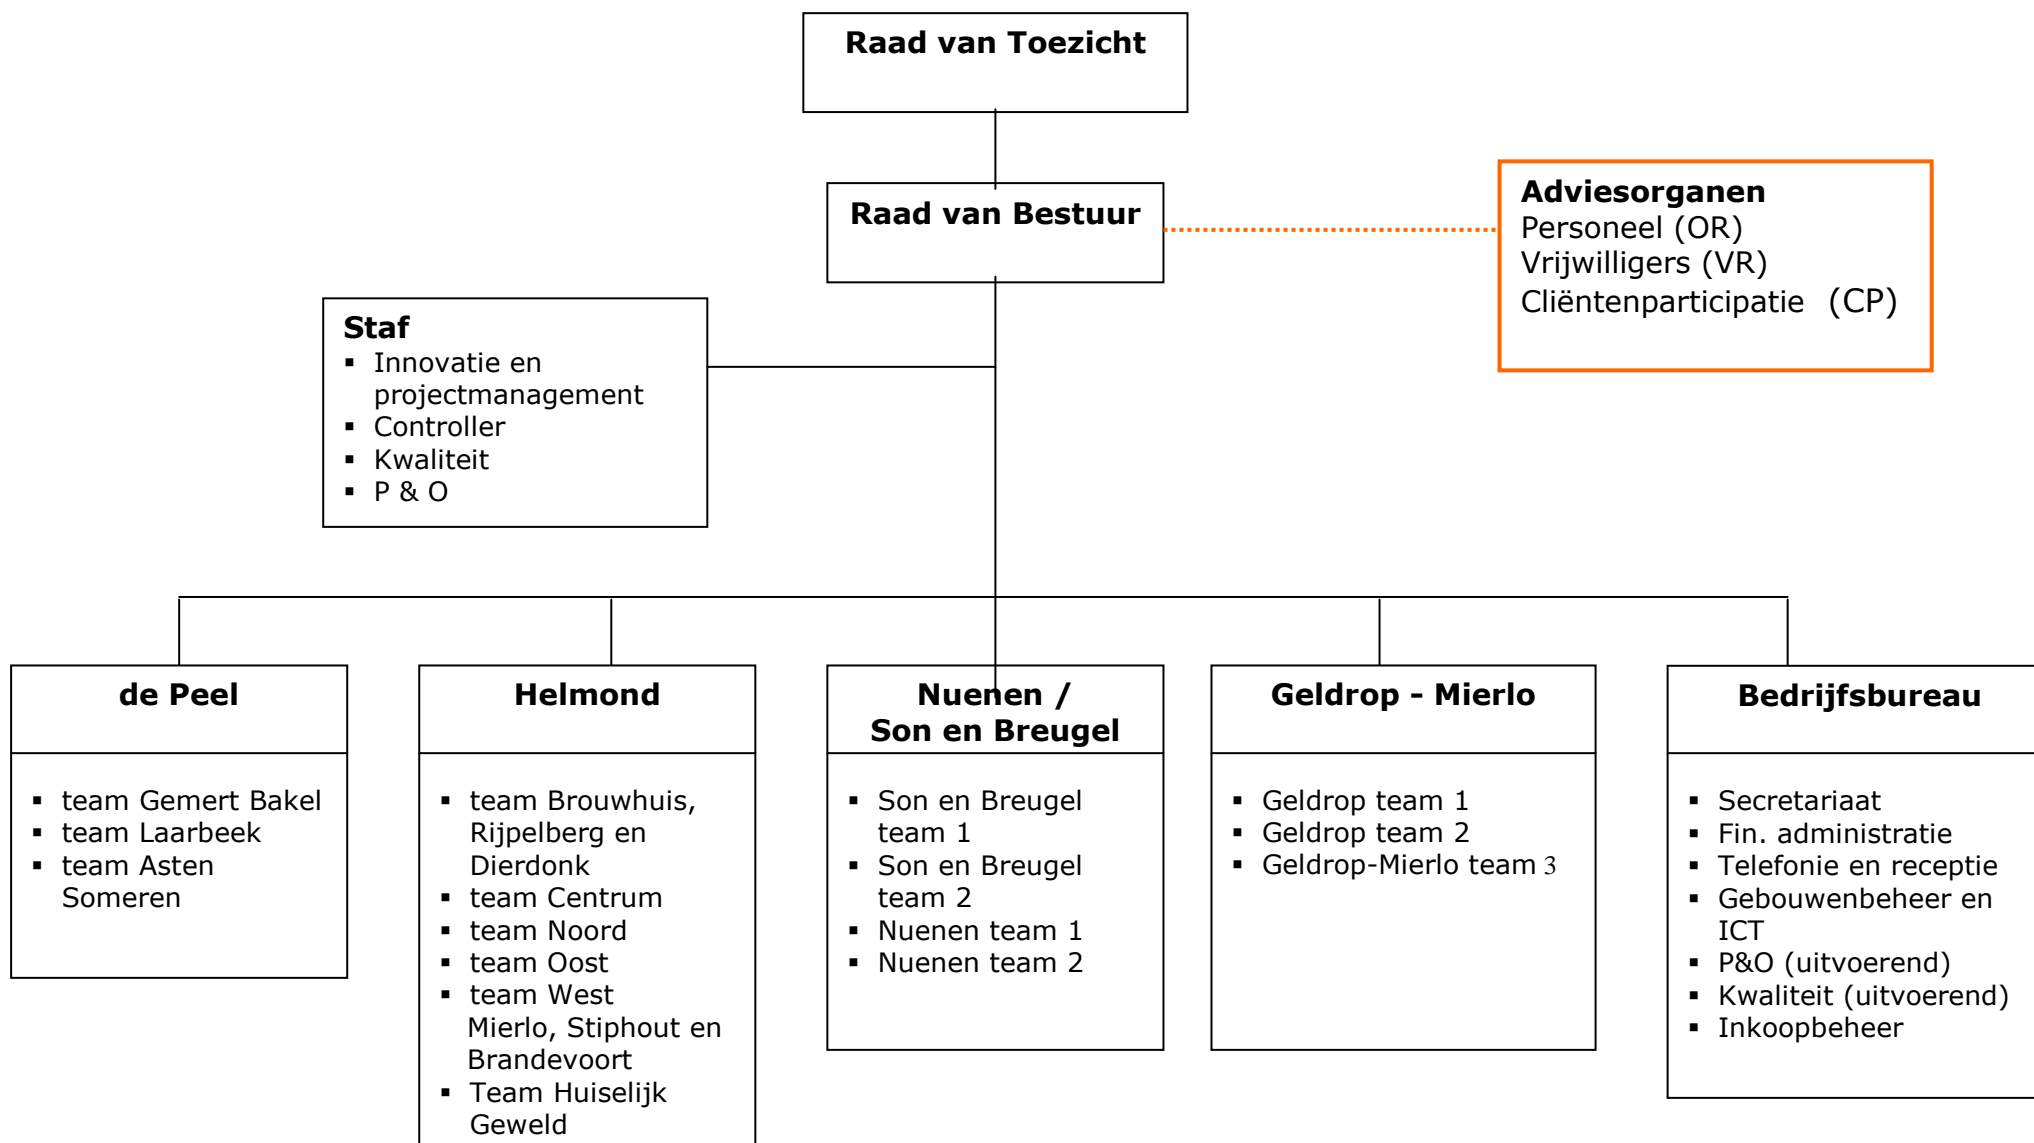 Raad van Toezicht
Raad van Bestuur
Adviesorganen
Personeel (OR)
Vrijwilligers (VR)
Cliëntenparticipatie (CP)
Staf
▪ Innovatie en
projectmanagement
▪ Controller
▪ Kwaliteit
▪ P & O
de Peel
▪ team Gemert Bakel
▪ team Laarbeek
▪ team Asten
Someren
Helmond
▪ team Brouwhuis,
Rijpelberg en
Dierdonk
▪ team Centrum
▪ team Noord
▪ team Oost
▪ team West
Mierlo, Stiphout en
Brandevoort
▪ Team Huiselijk
Geweld
Nuenen /
Son en Breugel
▪ Son en Breugel
team 1
▪ Son en Breugel
team 2
▪ Nuenen team 1
▪ Nuenen team 2
Geldrop - Mierlo
▪ Geldrop team 1
▪ Geldrop team 2
▪ Geldrop-Mierlo team 3
Bedrijfsbureau
▪ Secretariaat
▪ Fin. administratie
▪ Telefonie en receptie
▪ Gebouwenbeheer en
ICT
▪ P&O (uitvoerend)
▪ Kwaliteit (uitvoerend)
▪ Inkoopbeheer